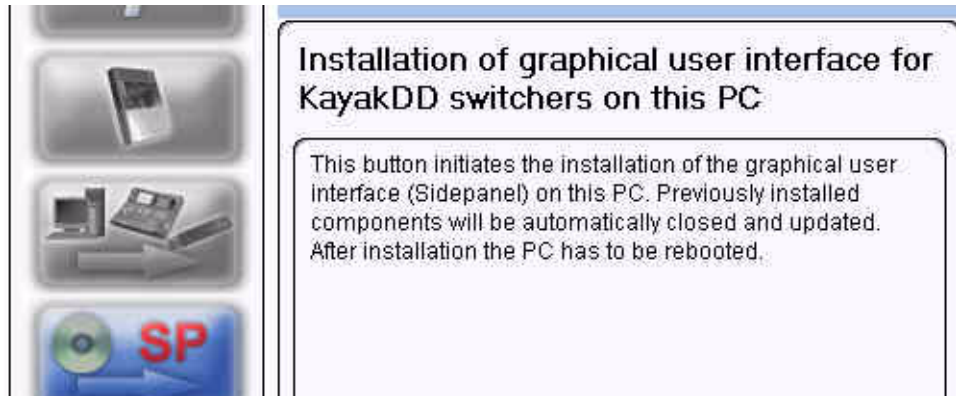 Installation of graphical user interface for
KayakDD switchers on this PC
This button initiates the installation of the graphical user
interface (Sidepanel) on this PC. Previously installed
components will be automatically closed and updated.
After installation the PC has to be rebooted.
SP